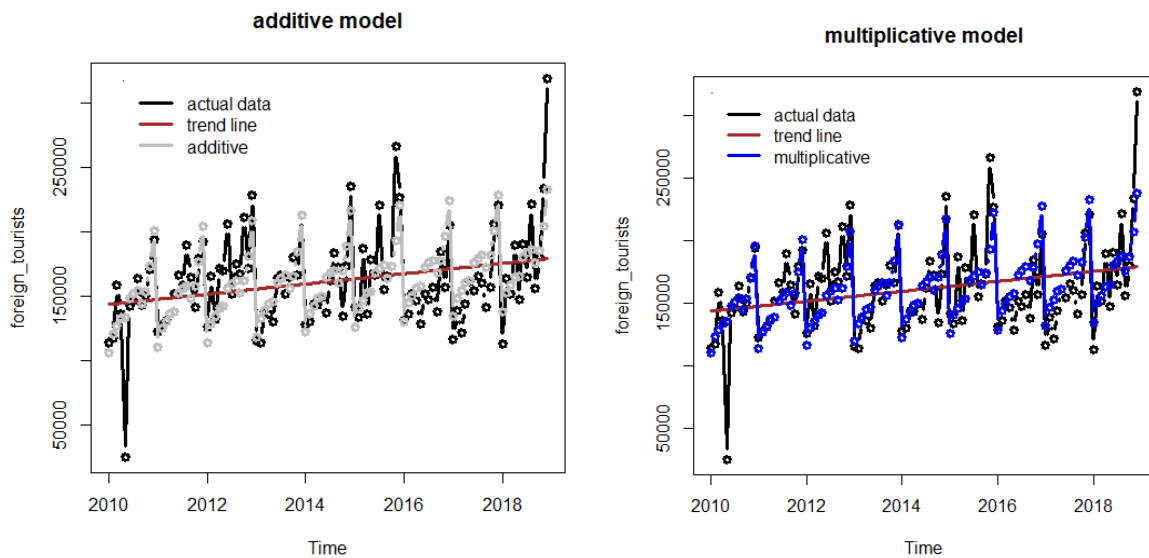 additive model
actual data
trend line
additive
foreign_tourists
250000
150000
50000
2010
2012
2014
2016
2018
Time
multiplicative model
actual data
trend line
multiplicative
foreign_tourists
250000
150000
50000
2010
2012
2014
2016
2018
Time